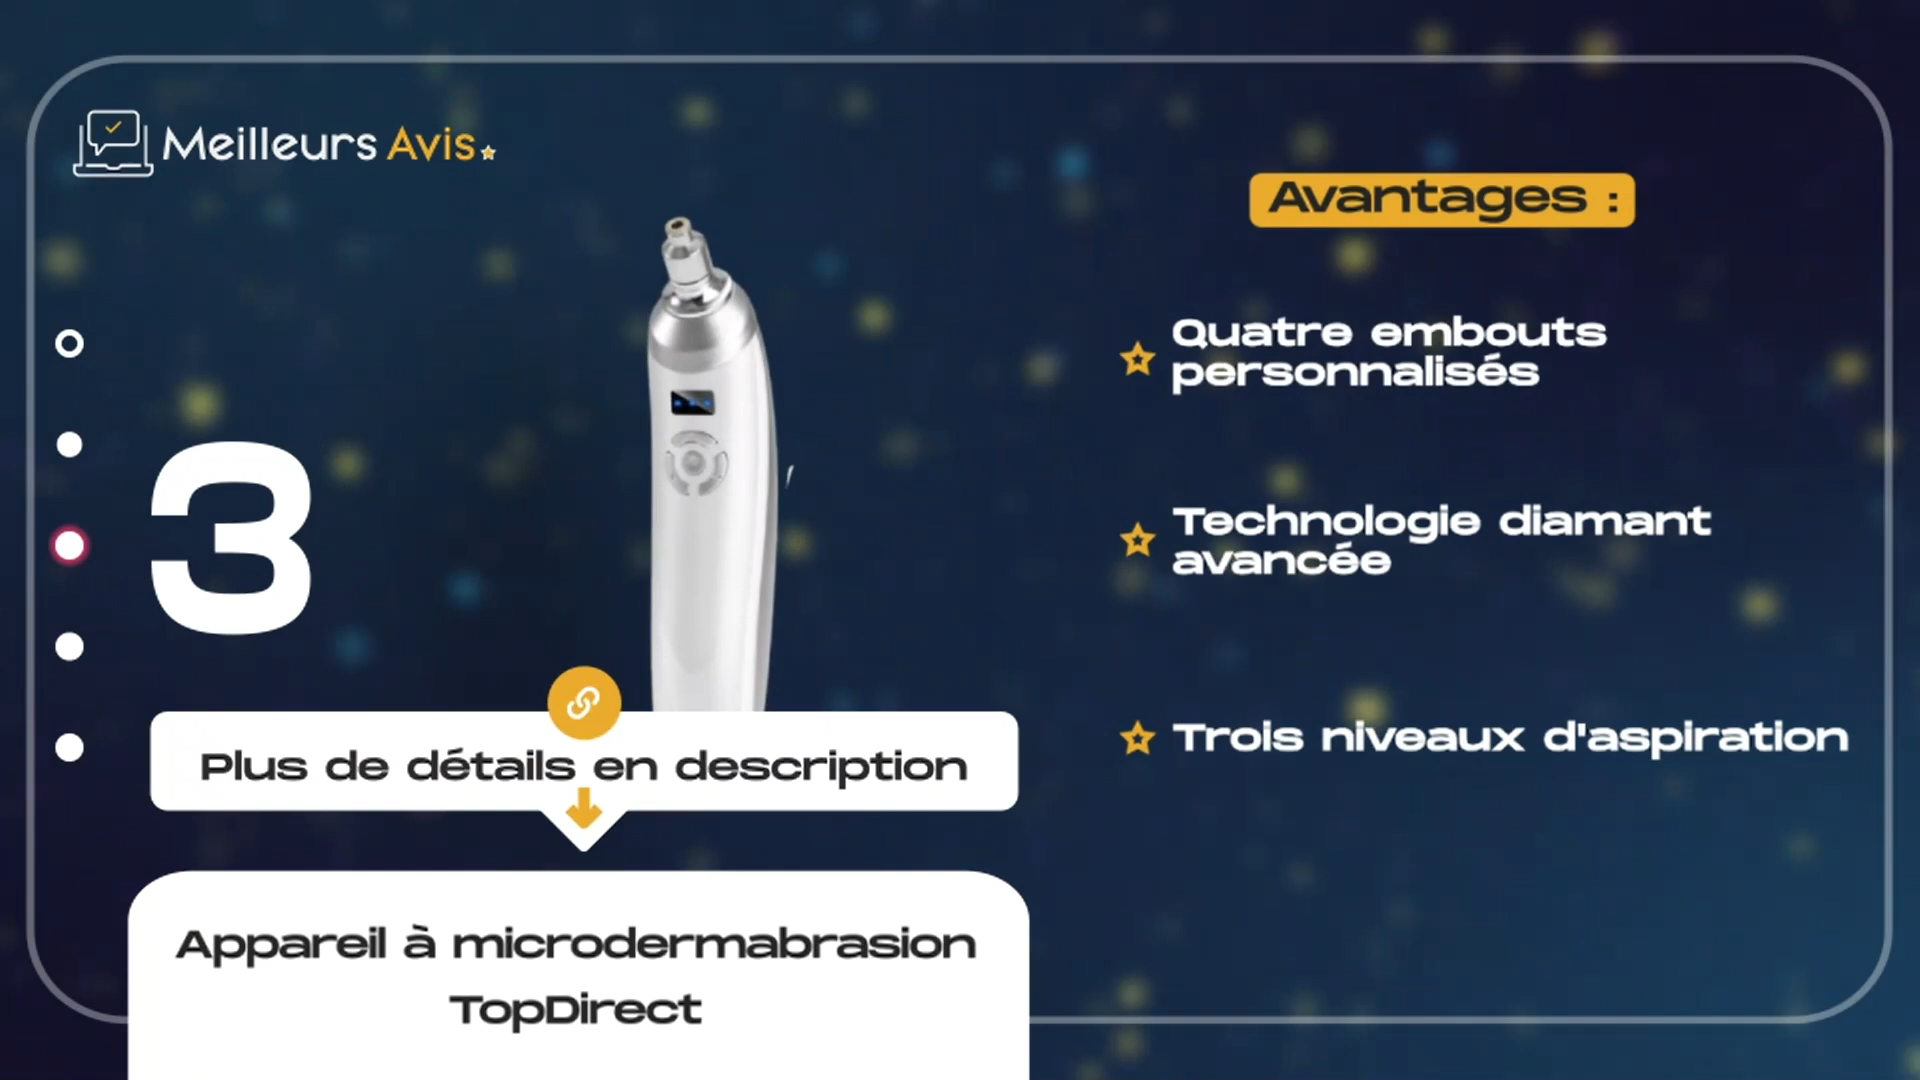 Meilleurs Avis
Avantages :
Quatre embouts
personnalisés
Technologie diamant
avancée
Trois niveaux d'aspiration
3
Plus de détails en description
Appareil à microdermabrasion
TopDirect